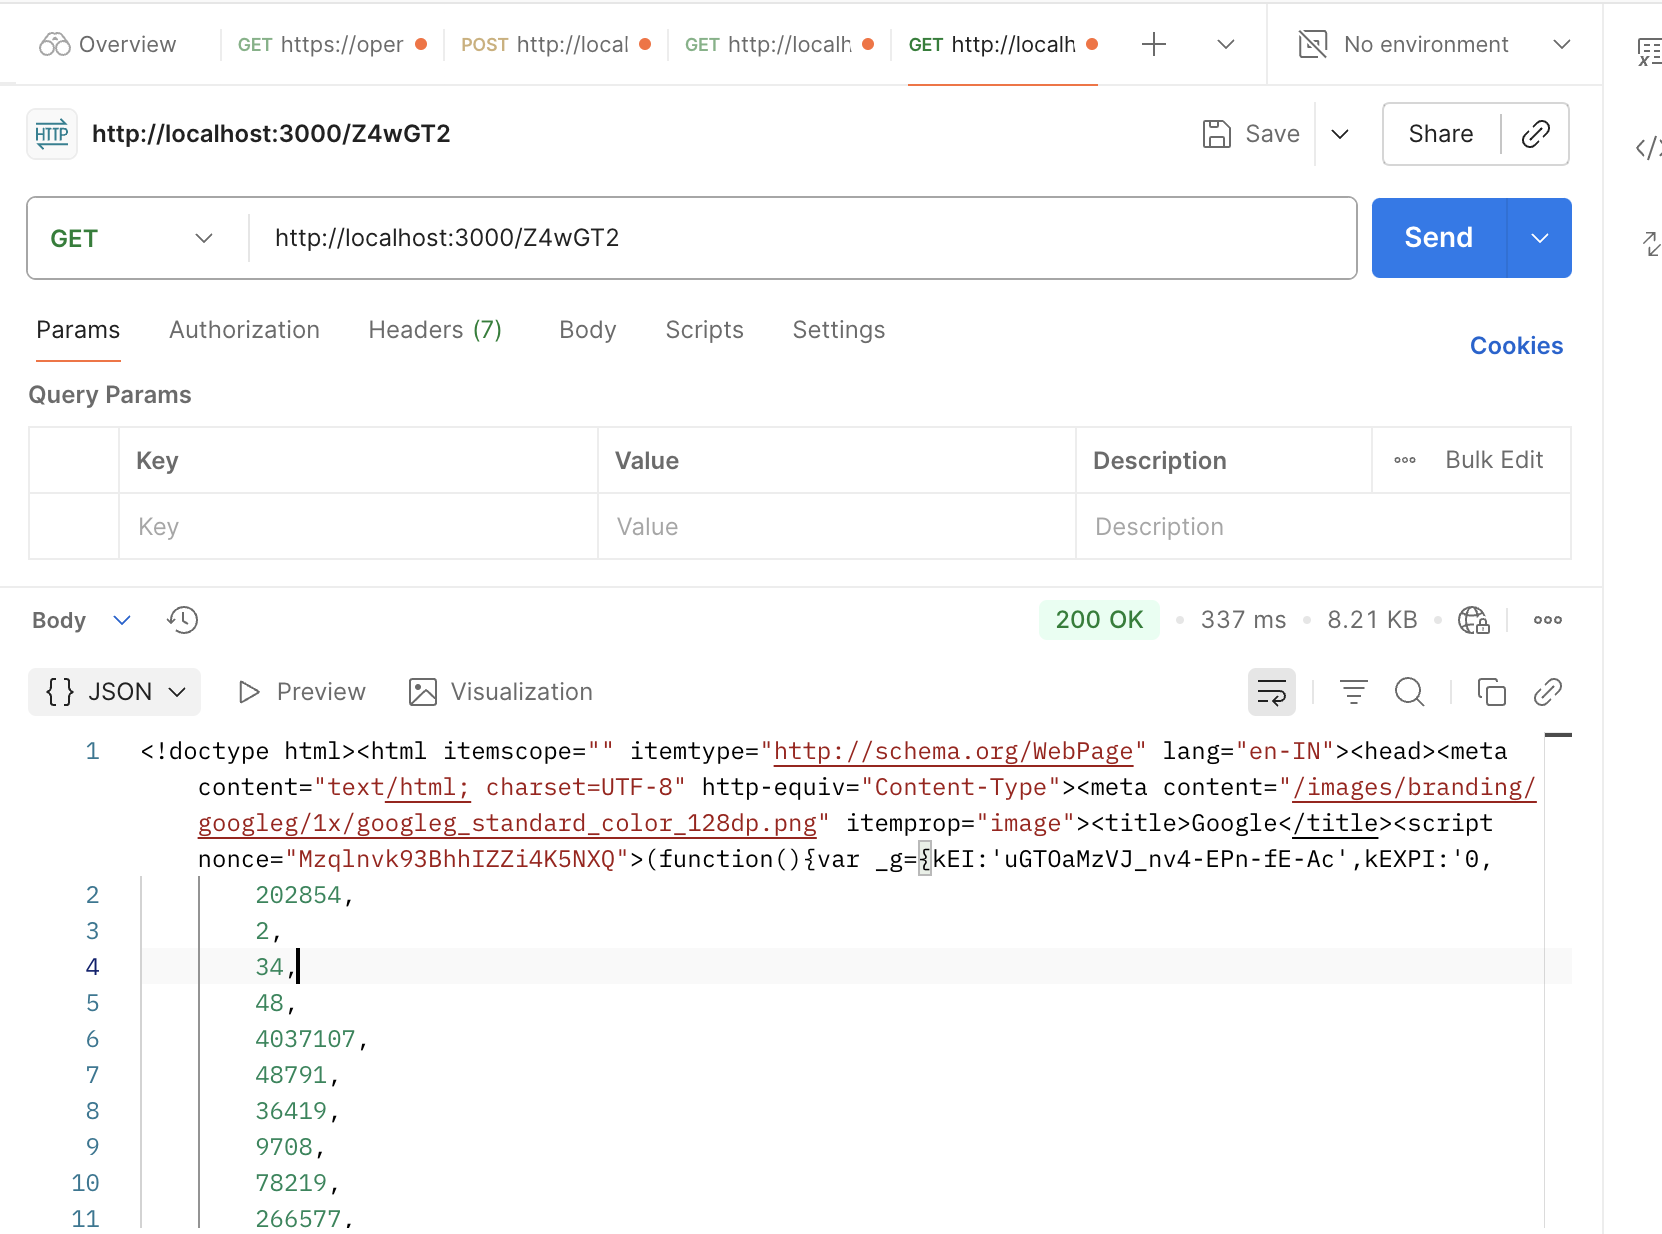 Overview GET https://oper POST http://local GET http://localh GET http://localh No environment
HTTP http://localhost:3000/Z4wGT2 Save Share
GET http://localhost:3000/Z4wGT2 Send
Params Authorization Headers (7) Body Scripts Settings Cookies
Query Params
Key Value Description Bulk Edit
Key Value Description
Body 200 OK 337 ms 8.21 KB
{} JSON Preview Visualization
1 <!doctype html><html itemscope="" itemtype="http://schema.org/WebPage" lang="en-IN"><head><meta
content="text/html; charset=UTF-8" http-equiv="Content-Type"><meta content="/images/branding/
googleg/1x/googleg_standard_color_128dp.png" itemprop="image"><title>Google</title><script
nonce="Mzqlnvk93BhhIZZi4K5NXQ">(function(){var _g={kEI:'uGTOaMzVJ_nv4-EPn-fE-Ac',kEXPI:'0,
2 202854,
3 2,
4 34,
5 48,
6 4037107,
7 48791,
8 36419,
9 9708,
10 78219,
11 266577,